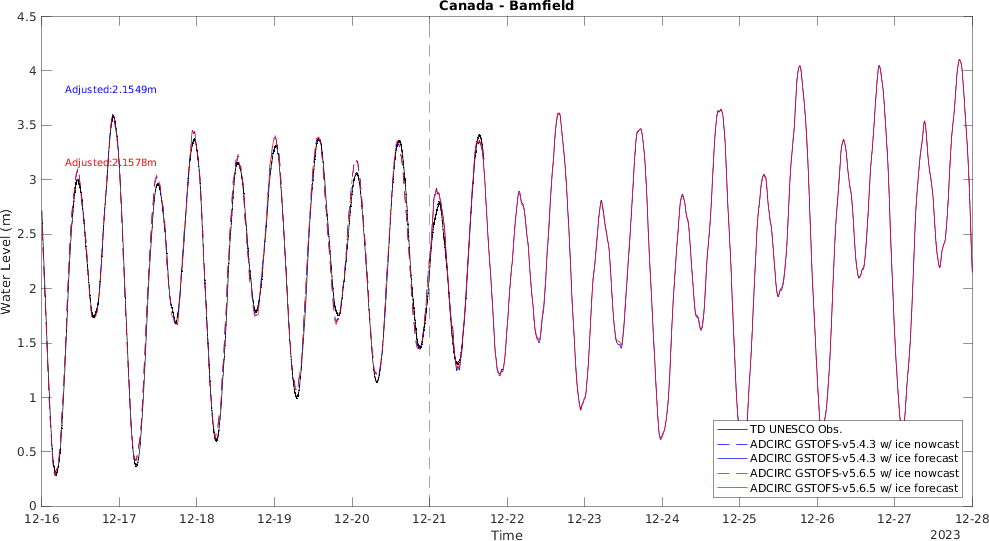 Canada - Bamfield
4.5
4
3.5
3
2.5
2
1.5
1
0.5
0
Water Level (m)
Adjusted:2.1549m
Adjusted:2.1578m
TD UNESCO Obs.
ADCIRC GSTOFS-v5.4.3 w/ ice nowcast
ADCIRC GSTOFS-v5.4.3 w/ ice forecast
ADCIRC GSTOFS-v5.6.5 w/ ice nowcast
ADCIRC GSTOFS-v5.6.5 w/ ice forecast
12-16 12-17 12-18 12-19 12-20 12-21 12-22 12-23 12-24 12-25 12-26 12-27 12-28
Time
2023